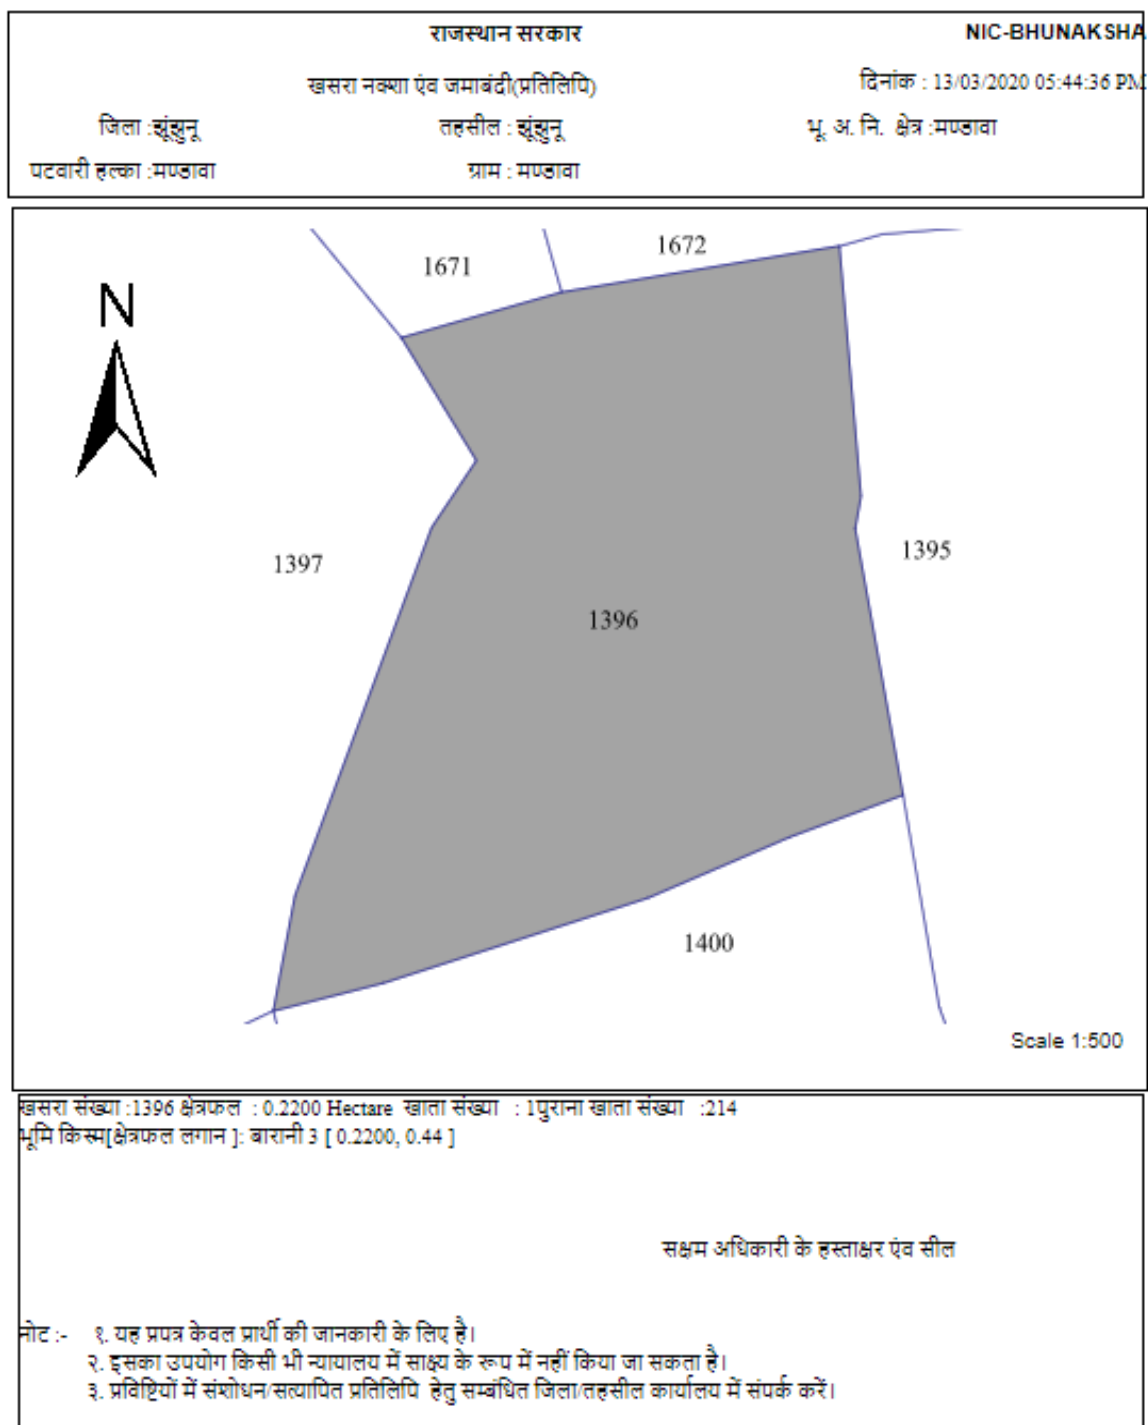 राजस्थान सरकार NIC-BHUNAKSHA
खसरा नक्शा एंव जमाबंदी(प्रतिलिपि) दिनांक : 13/03/2020 05:44:36 PM
जिला :झूंझुनू तहसील : झूंझुनू भू. अ. नि. क्षेत्र :मण्डावा
पटवारी हल्का :मण्डावा ग्राम : मण्डावा
1672
1671
N
1397
1395
1396
1400
Scale 1:500
खसरा संख्या :1396 क्षेत्रफल : 0.2200 Hectare खाता संख्या : 1पुराना खाता संख्या :214
भूमि किस्म[क्षेत्रफल लगान ]: बारानी 3 [ 0.2200, 0.44 ]
सक्षम अधिकारी के हस्ताक्षर एंव सील
नोट :- १. यह प्रपत्र केवल प्रार्थी की जानकारी के लिए है।
२. इसका उपयोग किसी भी न्यायालय में साक्ष्य के रूप में नहीं किया जा सकता है।
३. प्रविष्टियों में संशोधन/सत्यापित प्रतिलिपि हेतु सम्बंधित जिला/तहसील कार्यालय में संपर्क करें।